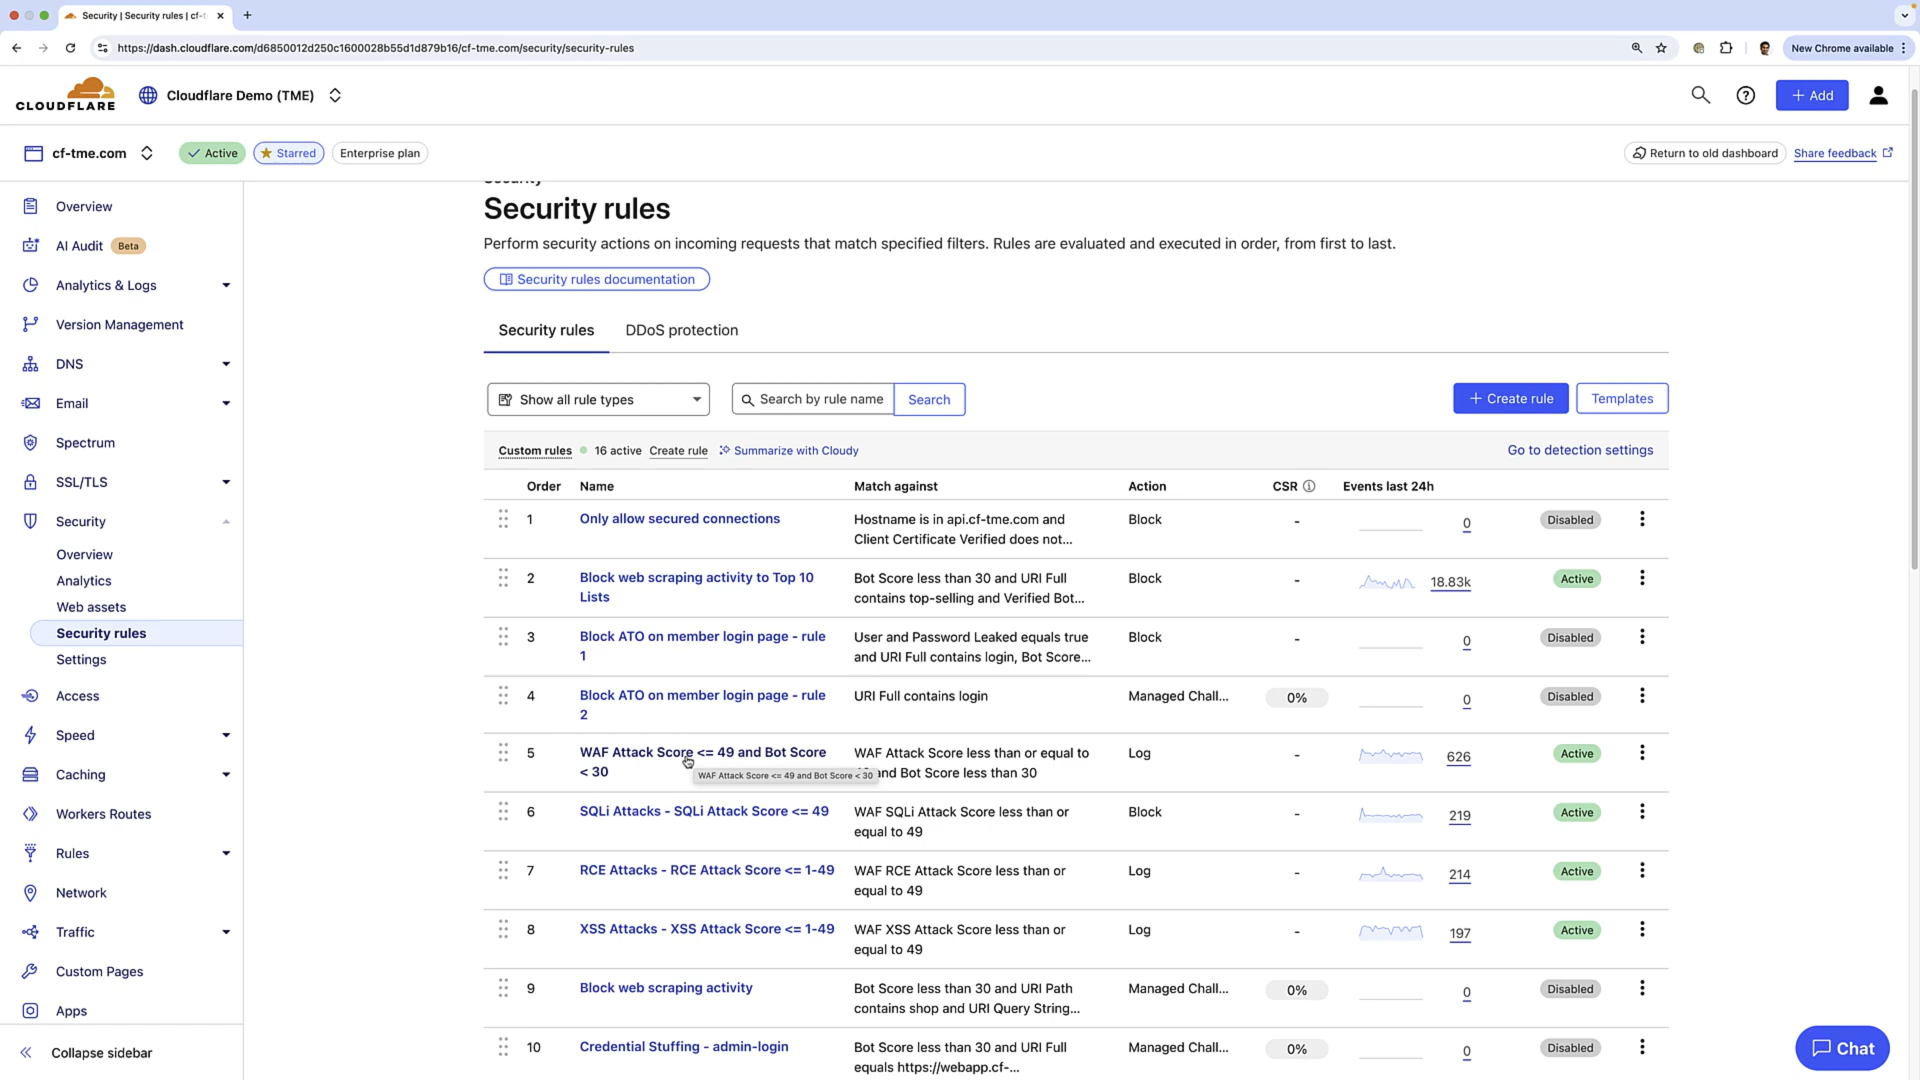 Security | Security rules | cf-t
https://dash.cloudflare.com/d6850012d250c1600028b55d1d879b16/cf-tme.com/security/security-rules
New Chrome available
CLOUDFLARE
Cloudflare Demo (TME)
+ Add
cf-tme.com
Active
Starred
Enterprise plan
Return to old dashboard
Share feedback
Overview
AI Audit
Beta
Analytics & Logs
Version Management
DNS
Email
Spectrum
SSL/TLS
Security
Overview
Analytics
Web assets
Security rules
Settings
Access
Speed
Caching
Workers Routes
Rules
Network
Traffic
Custom Pages
Apps
Collapse sidebar
Security
Security rules
Perform security actions on incoming requests that match specified filters. Rules are evaluated and executed in order, from first to last.
Security rules documentation
Security rules
DDoS protection
Show all rule types
Search by rule name
Search
+ Create rule
Templates
Custom rules
16 active
Create rule
Summarize with Cloudy
Go to detection settings
Order Name Match against Action CSR Events last 24h
1 Only allow secured connections Hostname is in api.cf-tme.com and Block - 0 Disabled
Client Certificate Verified does not...
2 Block web scraping activity to Top 10 Bot Score less than 30 and URI Full Block - 18.83k Active
Lists contains top-selling and Verified Bot...
3 Block ATO on member login page - rule User and Password Leaked equals true Block - 0 Disabled
1 and URI Full contains login, Bot Score...
4 Block ATO on member login page - rule URI Full contains login Managed Chall... 0% 0 Disabled
2
5 WAF Attack Score <= 49 and Bot Score WAF Attack Score less than or equal to Log - 626 Active
< 30 and Bot Score less than 30
WAF Attack Score <= 49 and Bot Score < 30
6 SQLi Attacks - SQLi Attack Score <= 49 WAF SQLi Attack Score less than or Block - 219 Active
equal to 49
7 RCE Attacks - RCE Attack Score <= 1-49 WAF RCE Attack Score less than or Log - 214 Active
equal to 49
8 XSS Attacks - XSS Attack Score <= 1-49 WAF XSS Attack Score less than or Log - 197 Active
equal to 49
9 Block web scraping activity Bot Score less than 30 and URI Path Managed Chall... 0% 0 Disabled
contains shop and URI Query String...
10 Credential Stuffing - admin-login Bot Score less than 30 and URI Full Managed Chall... 0% 0 Disabled
equals https://webapp.cf-...
Chat